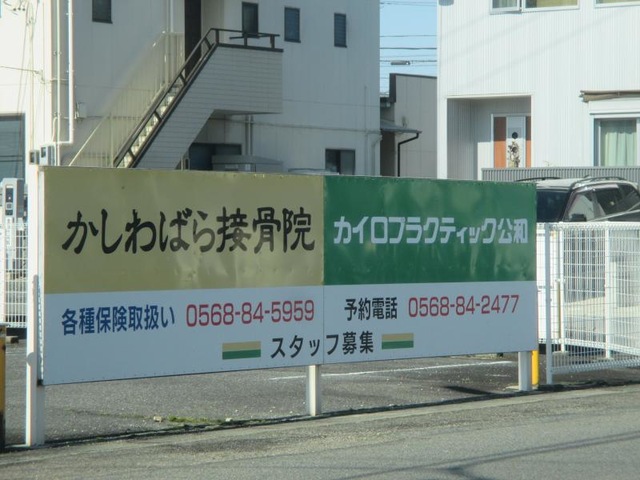 かしわばら接骨院
カイロプラクティック公和
各種保険取扱い 0568-84-5959
予約電話 0568-84-2477
スタッフ募集